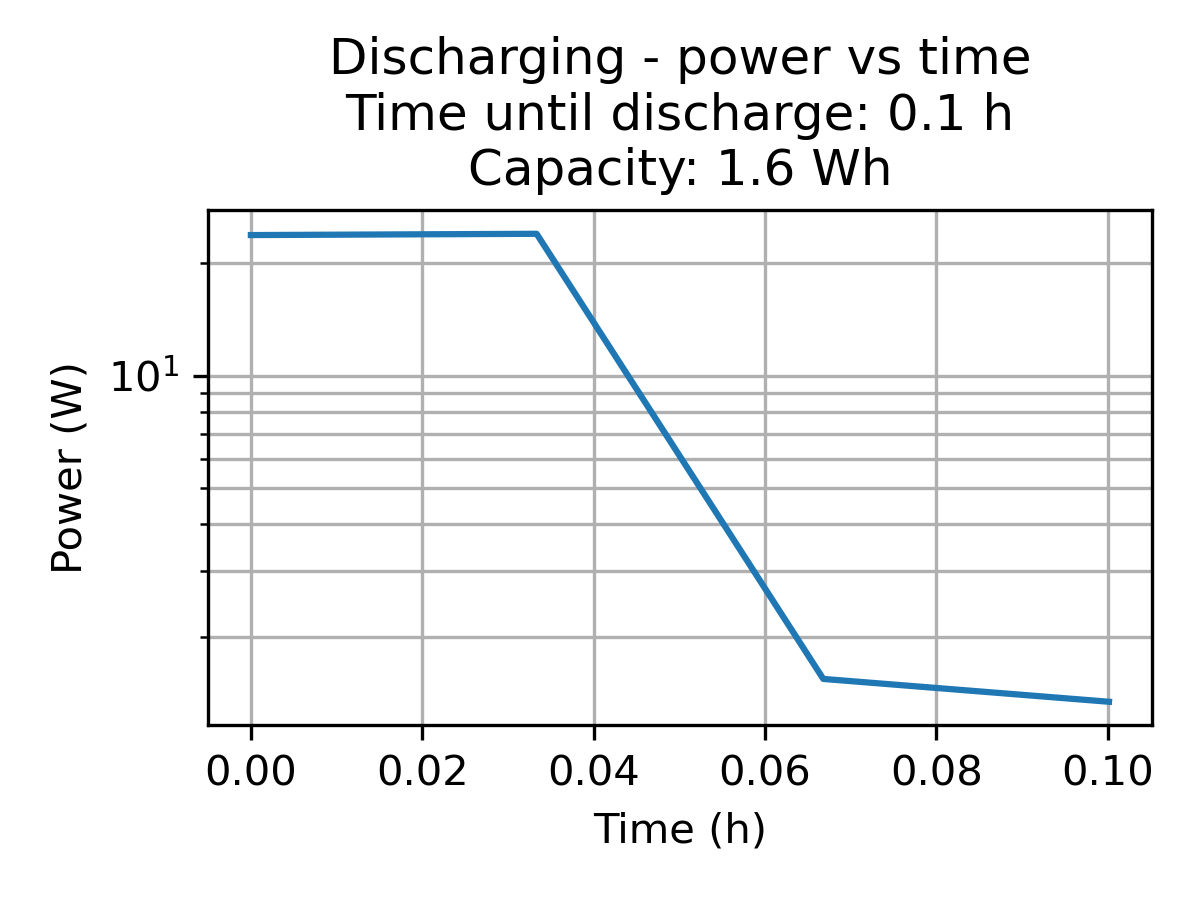 Discharging - power vs time
Time until discharge: 0.1 h
Capacity: 1.6 Wh
Power (W)
10¹
0.00 0.02 0.04 0.06 0.08 0.10
Time (h)